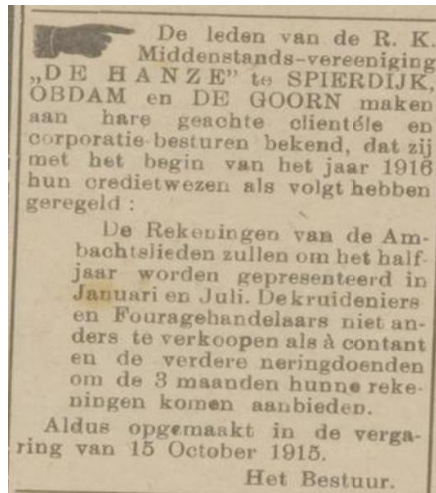 De leden van de R. K.
Middenstands-vereeniging
„DE HANZE” te SPIERDIJK,
OBDAM en DE GOORN maken
aan hare geachte clientéle en
corporatie-besturen bekend, dat zij
met het begin van het jaar 1916
hun credietwezen als volgt hebben
geregeld :
De Rekeningen van de Am-
bachtslieden zullen om het half-
jaar worden gepresenteerd in
Januari en Juli. De kruideniers
en Fouragehandelaars niet an-
ders te verkoopen als à contant
en de verdere neringdoenden
om de 3 maanden hunne reke-
ningen komen aanbieden.
Aldus opgemaakt in de verga-
ring van 15 October 1915.
Het Bestuur.